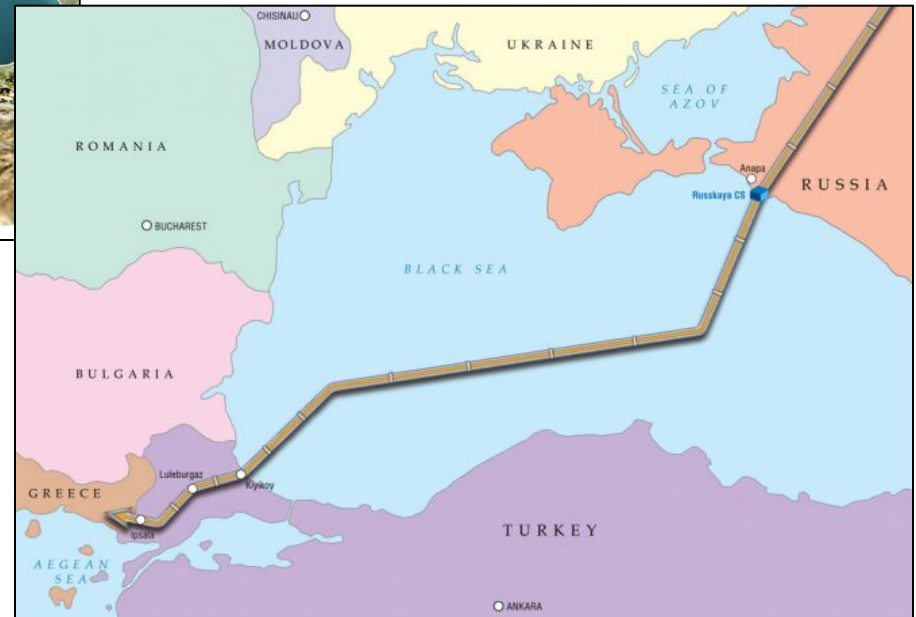 CHISINAU
MOLDOVA
UKRAINE
SEA OF
AZOV
ROMANIA
Anapa
RUSSIA
Russkaya CS
BUCHAREST
BLACK SEA
BULGARIA
Luleburgaz
Kiyikoy
GREECE
Ipsala
TURKEY
AEGEAN
SEA
ANKARA